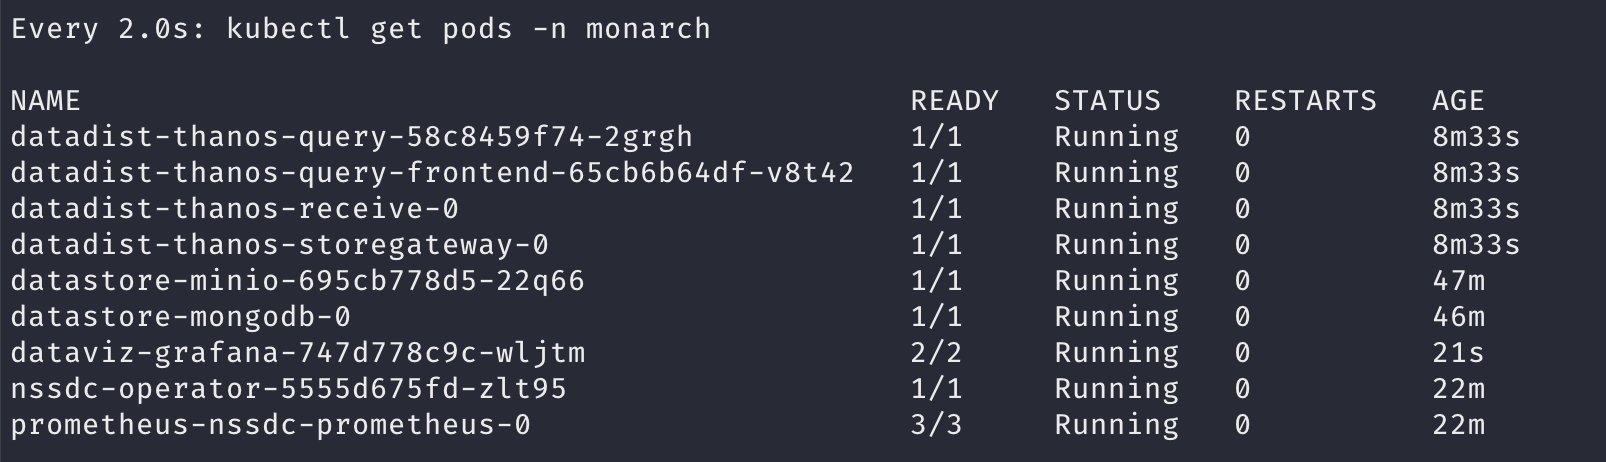 Every 2.0s: kubectl get pods -n monarch
NAME READY STATUS RESTARTS AGE
datadist-thanos-query-58c8459f74-2grgh 1/1 Running 0 8m33s
datadist-thanos-query-frontend-65cb6b64df-v8t42 1/1 Running 0 8m33s
datadist-thanos-receive-0 1/1 Running 0 8m33s
datadist-thanos-storegateway-0 1/1 Running 0 8m33s
datastore-minio-695cb778d5-22q66 1/1 Running 0 47m
datastore-mongodb-0 1/1 Running 0 46m
dataviz-grafana-747d778c9c-wljtm 2/2 Running 0 21s
nssdc-operator-5555d675fd-zlt95 1/1 Running 0 22m
prometheus-nssdc-prometheus-0 3/3 Running 0 22m